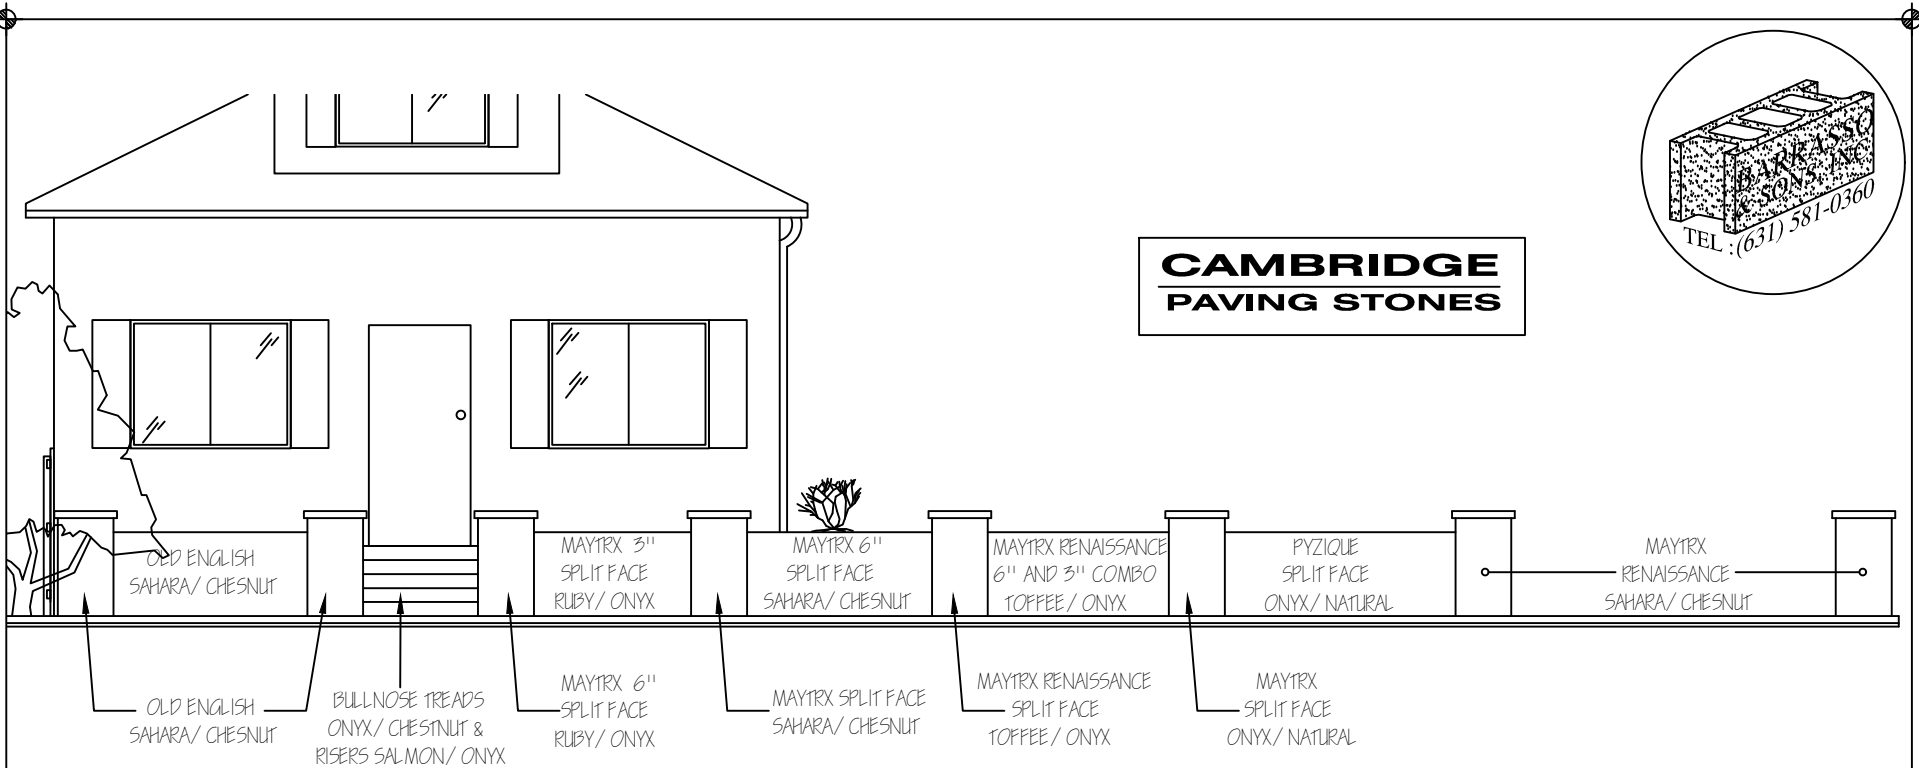 BARRASSO
& SONS, INC
TEL :(631) 581-0360
CAMBRIDGE
PAVING STONES
OLD ENGLISH
SAHARA/ CHESNUT
MAYTRX 3"
SPLIT FACE
RUBY/ ONYX
MAYTRX 6"
SPLIT FACE
SAHARA/ CHESNUT
MAYTRX RENAISSANCE
6" AND 3" COMBO
TOFFEE/ ONYX
PYZIQUE
SPLIT FACE
ONYX/ NATURAL
MAYTRX
RENAISSANCE
SAHARA/ CHESNUT
OLD ENGLISH
SAHARA/ CHESNUT
BULLNOSE TREADS
ONYX/ CHESTNUT &
RISERS SALMON/ ONYX
MAYTRX 6"
SPLIT FACE
RUBY/ ONYX
MAYTRX SPLIT FACE
SAHARA/ CHESNUT
MAYTRX RENAISSANCE
SPLIT FACE
TOFFEE/ ONYX
MAYTRX
SPLIT FACE
ONYX/ NATURAL